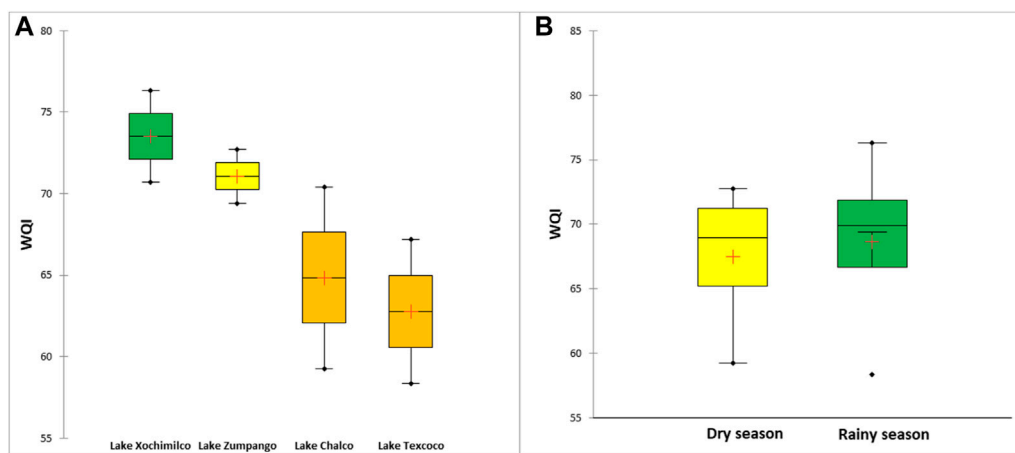 A
80
75
70
65
60
55
WQI
Lake Xochimilco Lake Zumpango Lake Chalco Lake Texcoco
B
85
80
75
70
65
60
55
WQI
Dry season Rainy season